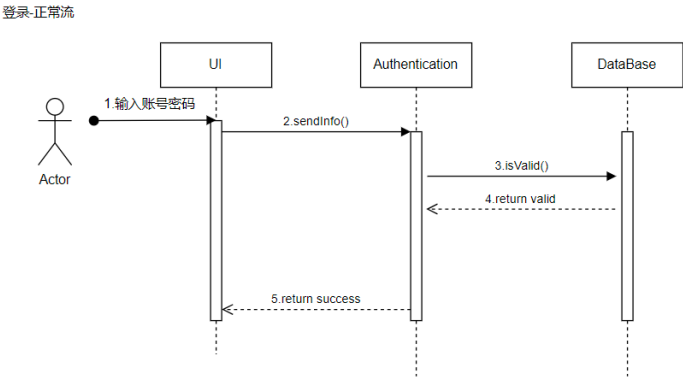 登录-正常流
UI
Authentication
DataBase
1.输入账号密码
2.sendInfo()
3.isValid()
Actor
4.return valid
5.return success